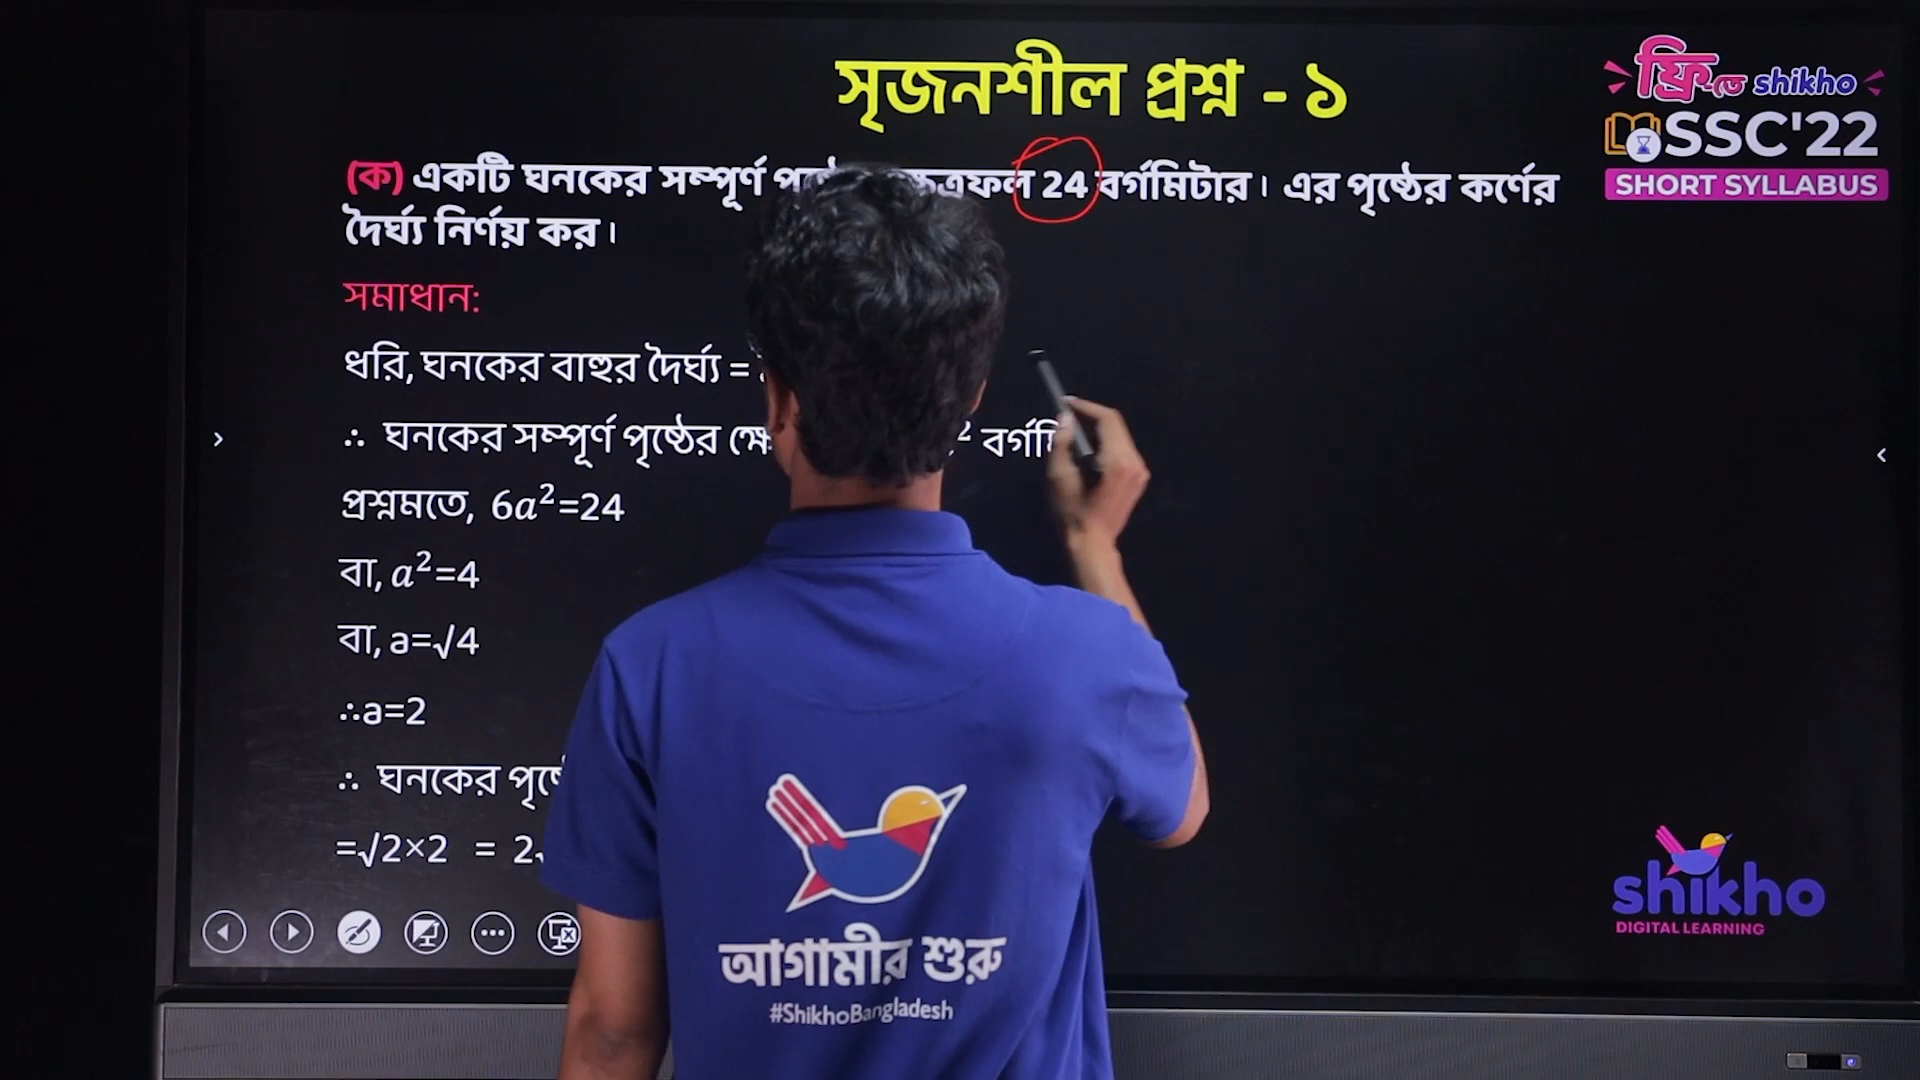 সৃজনশীল প্রশ্ন - ১
ফ্রি তে shikho
SSC'22
SHORT SYLLABUS
(ক) একটি ঘনকের সম্পূর্ণ 24 বর্গমিটার। এর পৃষ্ঠের কর্ণের
দৈর্ঘ্য নির্ণয় কর।
সমাধান:
ধরি, ঘনকের বাহুর দৈর্ঘ্য =
∴ ঘনকের সম্পূর্ণ পৃষ্ঠের
প্রশ্নমতে, 6a²=24
বা, a²=4
বা, a=√4
∴a=2
∴ ঘনকের
=√2×2 = 2
আগামীর শুরু
#ShikhoBangladesh
shikho
DIGITAL LEARNING